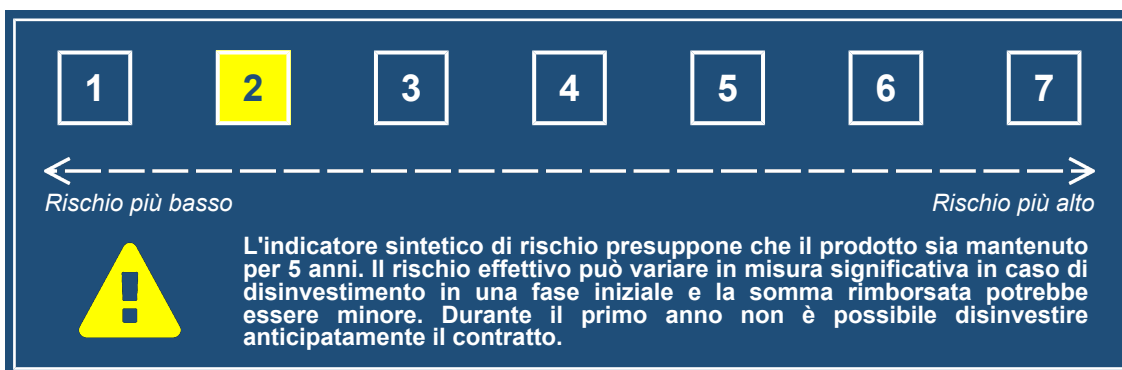 1 2 3 4 5 6 7
Rischio più basso Rischio più alto
L'indicatore sintetico di rischio presuppone che il prodotto sia mantenuto
per 5 anni. Il rischio effettivo può variare in misura significativa in caso di
disinvestimento in una fase iniziale e la somma rimborsata potrebbe
essere minore. Durante il primo anno non è possibile disinvestire
anticipatamente il contratto.